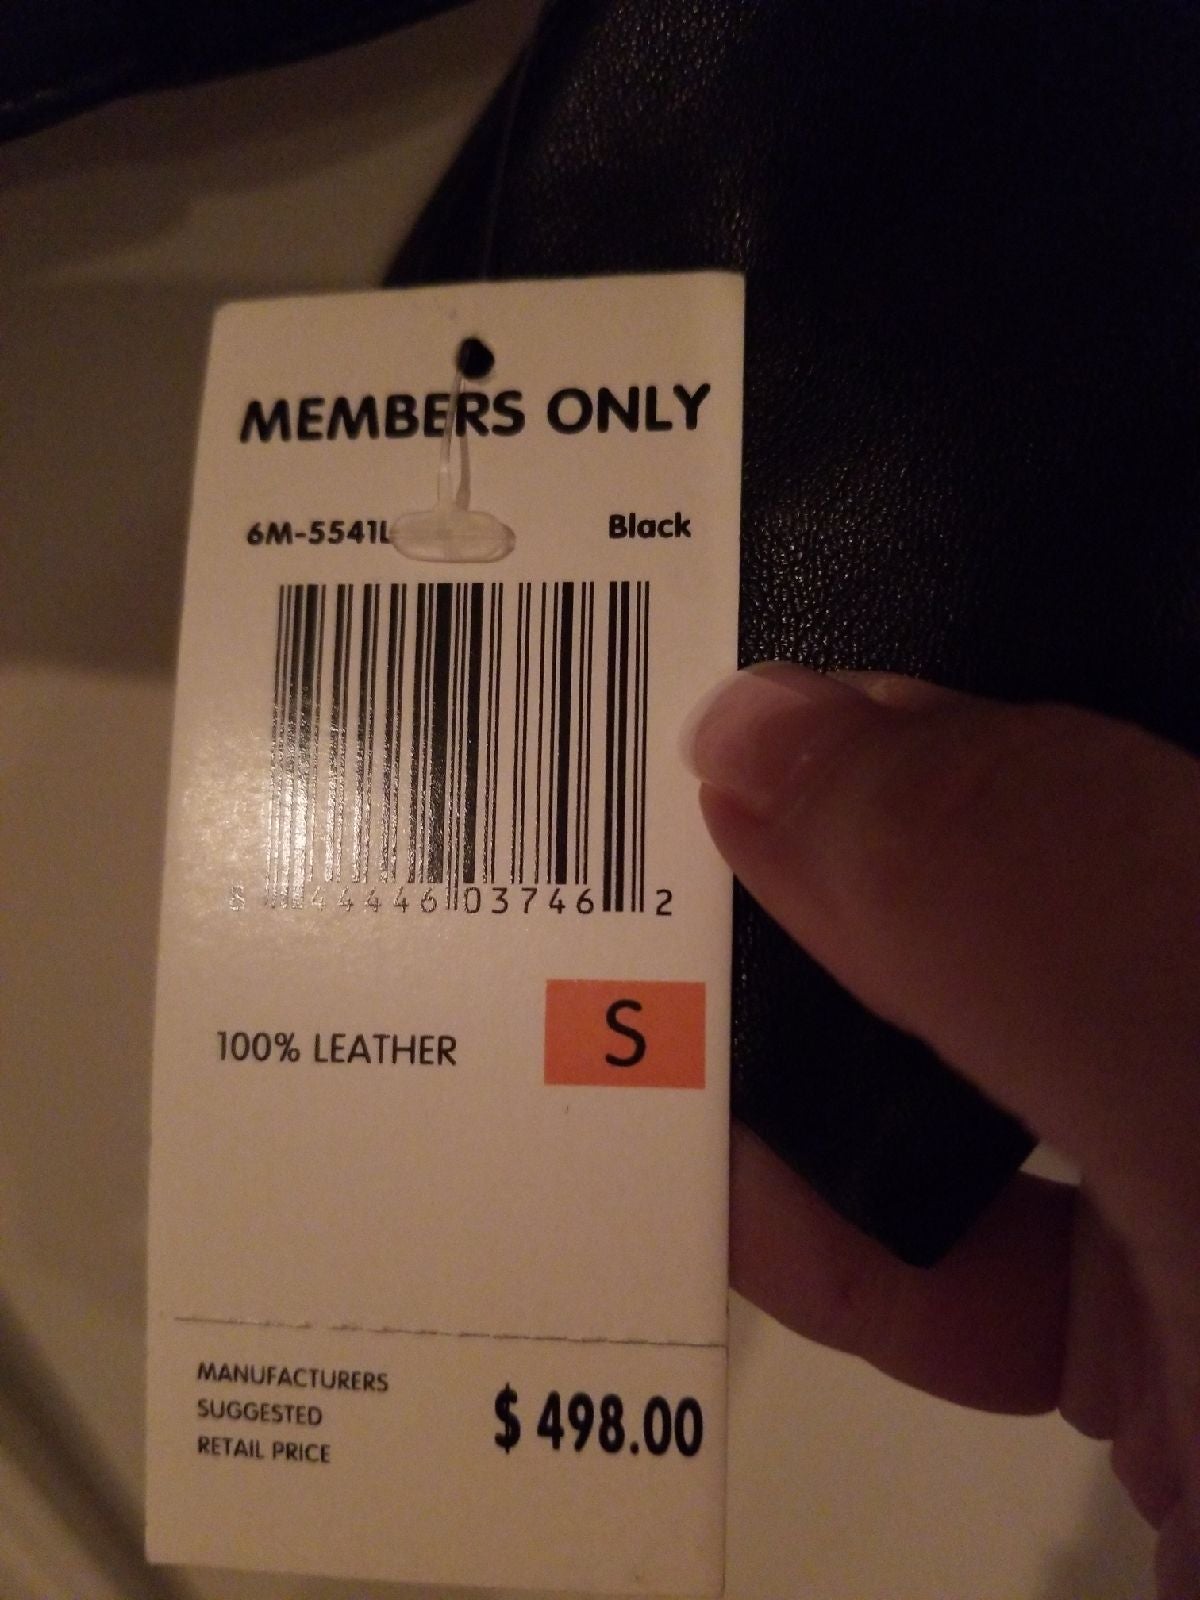 MEMBERS ONLY
6M-5541L Black
44446 03746 2
100% LEATHER S
MANUFACTURERS
SUGGESTED
RETAIL PRICE
$ 498.00